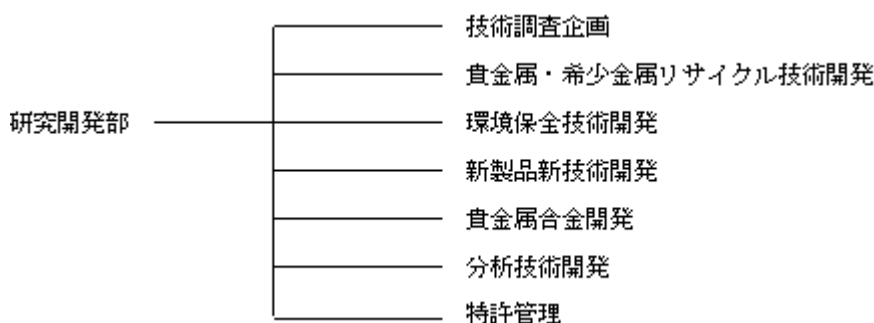 技術調査企画
貴金属・希少金属リサイクル技術開発
研究開発部
環境保全技術開発
新製品新技術開発
貴金属合金開発
分析技術開発
特許管理